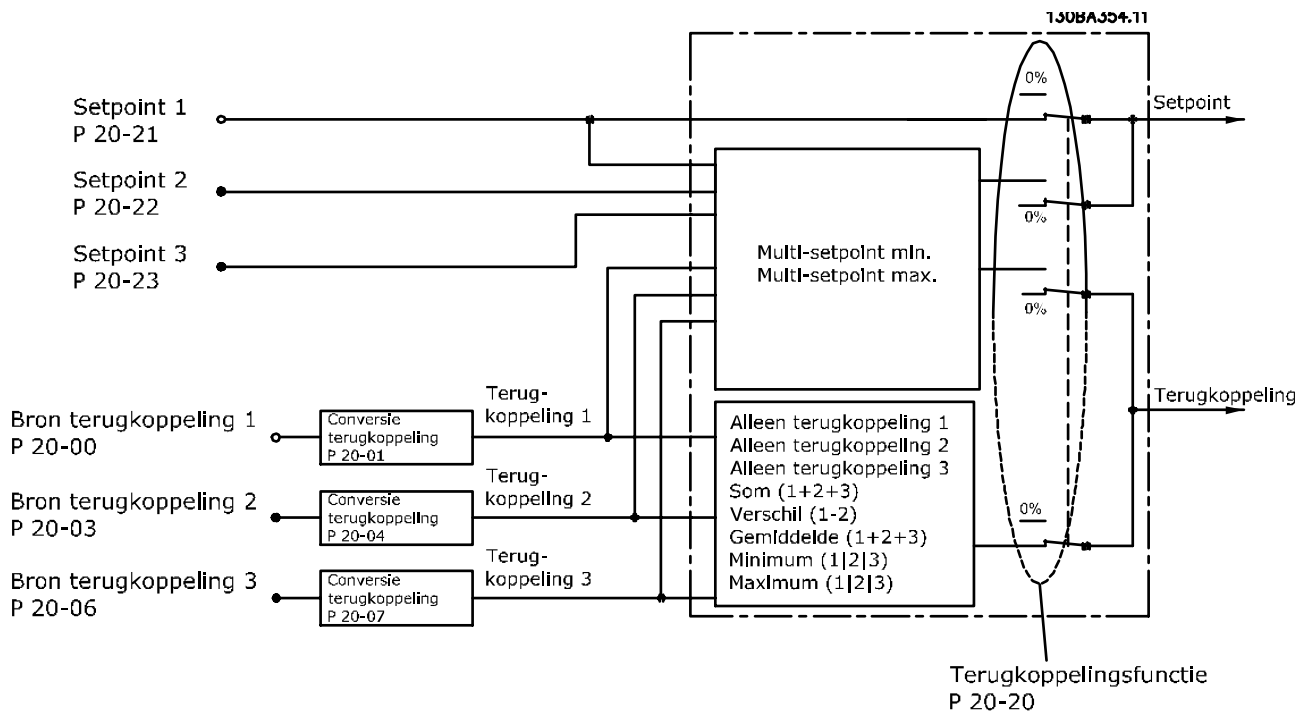 130BA354.11
0%
Setpoint
Setpoint 1
P 20-21
Setpoint 2
P 20-22
0%
Setpoint 3
P 20-23
Multi-setpoint min.
Multi-setpoint max.
0%
Terugkoppeling
Bron terugkoppeling 1
P 20-00
Conversie
terugkoppeling
P 20-01
Terug-
koppeling 1
Bron terugkoppeling 2
P 20-03
Conversie
terugkoppeling
P 20-04
Terug-
koppeling 2
Bron terugkoppeling 3
P 20-06
Conversie
terugkoppeling
P 20-07
Terug-
koppeling 3
Alleen terugkoppeling 1
Alleen terugkoppeling 2
Alleen terugkoppeling 3
Som (1+2+3)
Verschil (1-2)
Gemiddelde (1+2+3)
Minimum (1|2|3)
Maximum (1|2|3)
0%
Terugkoppelingsfunctie
P 20-20